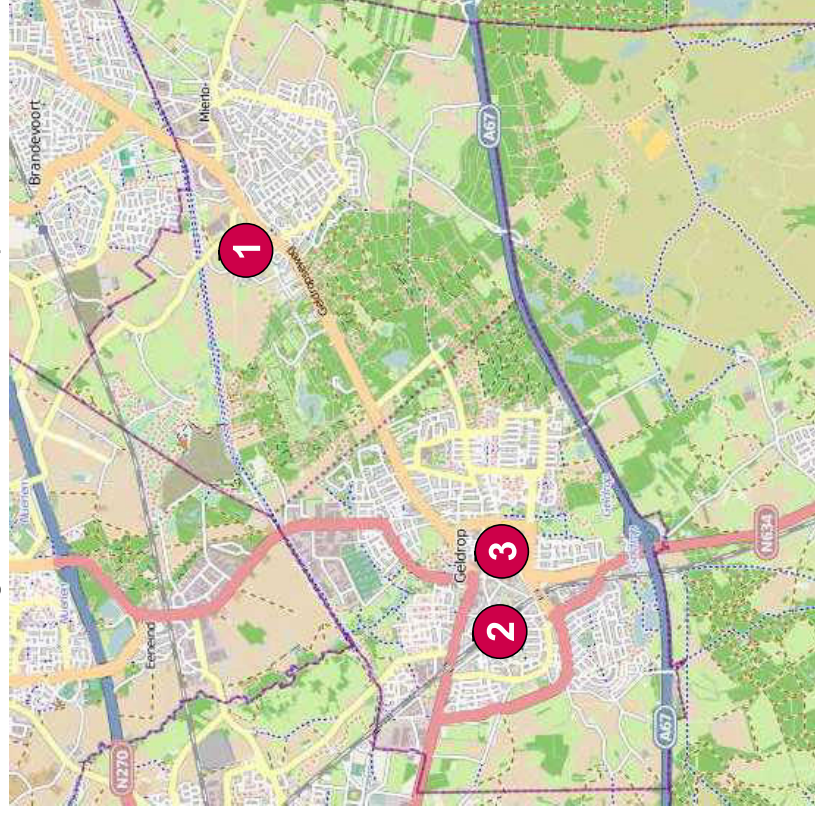 Brandevoort
Mierlo
A67
1
Geldropseweg
Geldrop
3
2
N634
Eeneind
A67
N270